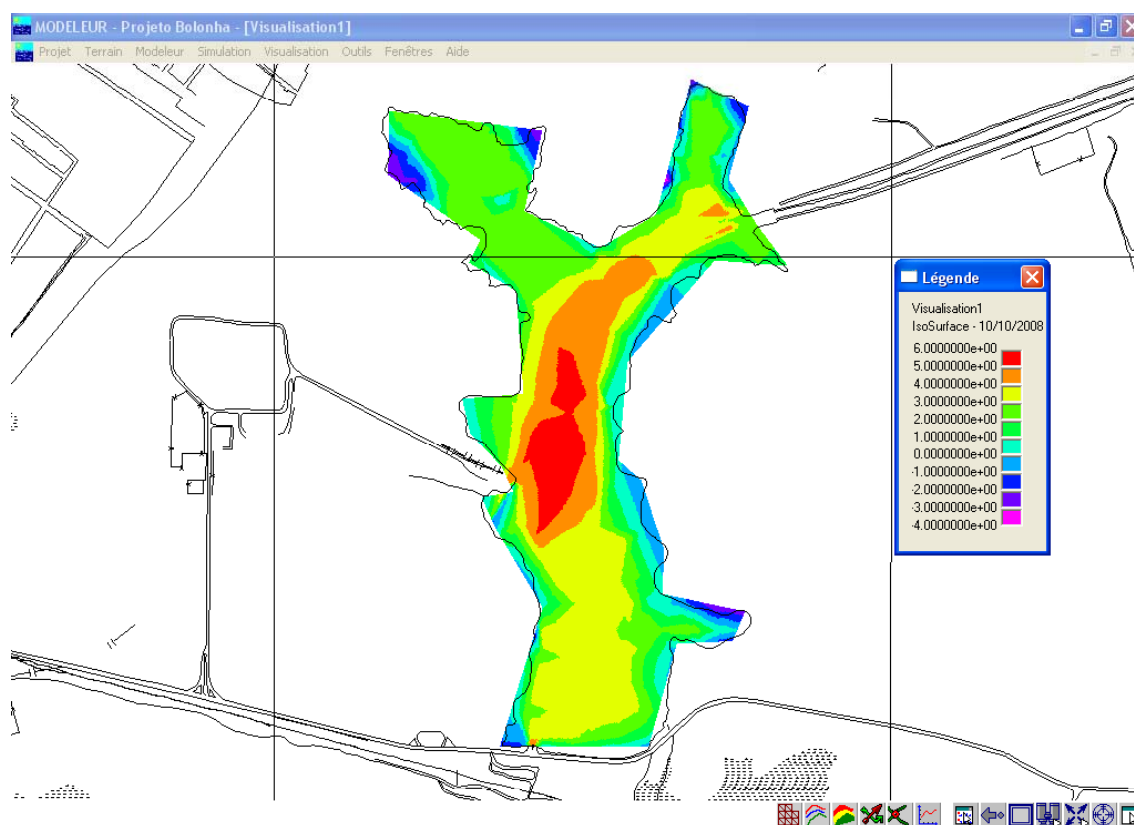 MODELEUR - Projeto Bolonha - [Visualisation1]
Projet Terrain Modeleur Simulation Visualisation Outils Fenêtres Aide
Légende
Visualisation1
IsoSurface - 10/10/2008
6.0000000e+00
5.0000000e+00
4.0000000e+00
3.0000000e+00
2.0000000e+00
1.0000000e+00
0.0000000e+00
-1.0000000e+00
-2.0000000e+00
-3.0000000e+00
-4.0000000e+00